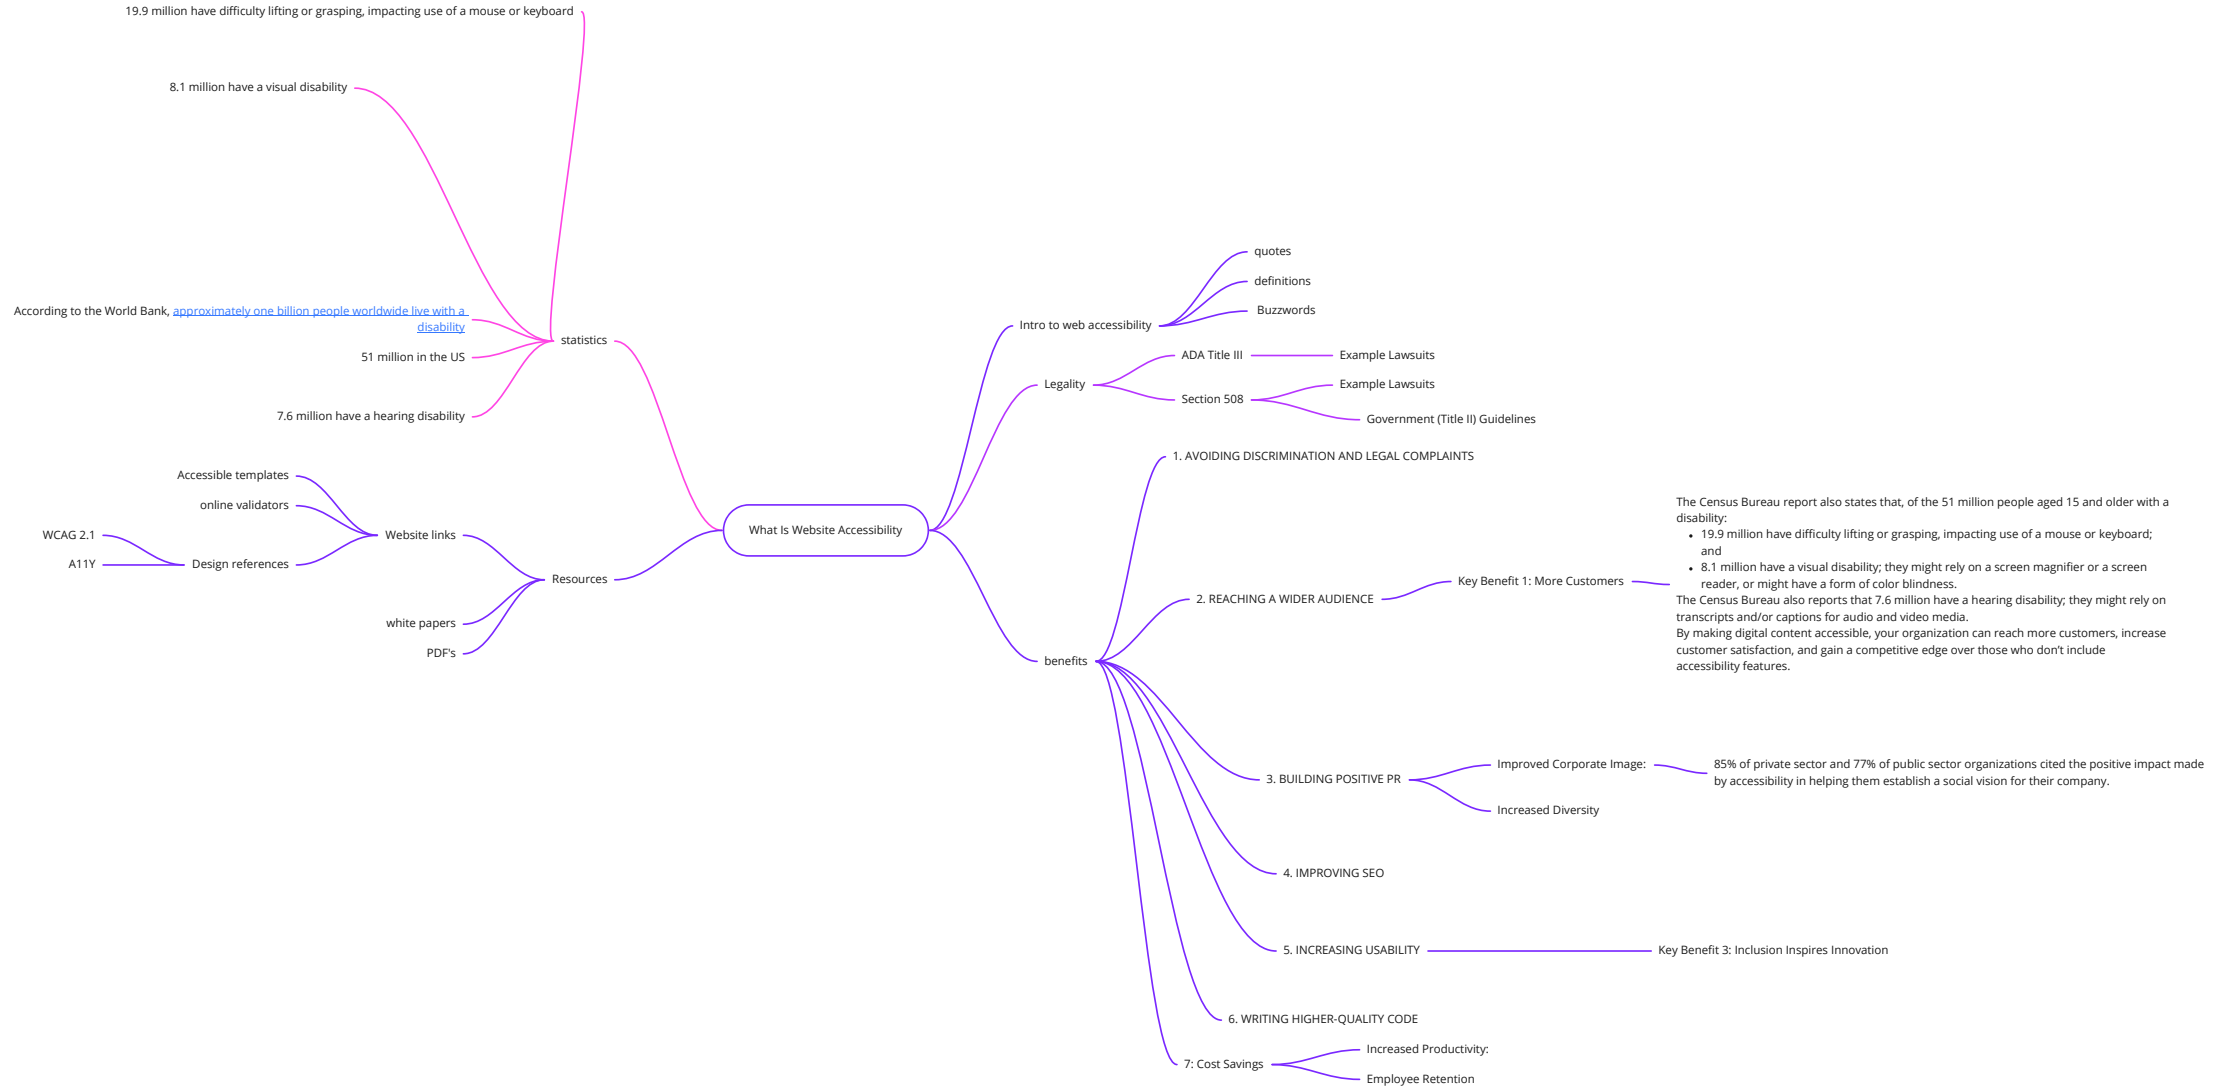 19.9 million have difficulty lifting or grasping, impacting use of a mouse or keyboard
8.1 million have a visual disability
According to the World Bank, approximately one billion people worldwide live with a
disability
51 million in the US
7.6 million have a hearing disability
statistics
Accessible templates
online validators
WCAG 2.1
A11Y
Design references
Website links
white papers
PDF's
Resources
What Is Website Accessibility
Intro to web accessibility
quotes
definitions
Buzzwords
Legality
ADA Title III
Example Lawsuits
Section 508
Example Lawsuits
Government (Title II) Guidelines
benefits
1. AVOIDING DISCRIMINATION AND LEGAL COMPLAINTS
2. REACHING A WIDER AUDIENCE
Key Benefit 1: More Customers
The Census Bureau report also states that, of the 51 million people aged 15 and older with a
disability:
• 19.9 million have difficulty lifting or grasping, impacting use of a mouse or keyboard;
and
• 8.1 million have a visual disability; they might rely on a screen magnifier or a screen
reader, or might have a form of color blindness.
The Census Bureau also reports that 7.6 million have a hearing disability; they might rely on
transcripts and/or captions for audio and video media.
By making digital content accessible, your organization can reach more customers, increase
customer satisfaction, and gain a competitive edge over those who don't include
accessibility features.
3. BUILDING POSITIVE PR
Improved Corporate Image:
85% of private sector and 77% of public sector organizations cited the positive impact made
by accessibility in helping them establish a social vision for their company.
Increased Diversity
4. IMPROVING SEO
5. INCREASING USABILITY
Key Benefit 3: Inclusion Inspires Innovation
6. WRITING HIGHER-QUALITY CODE
7: Cost Savings
Increased Productivity:
Employee Retention